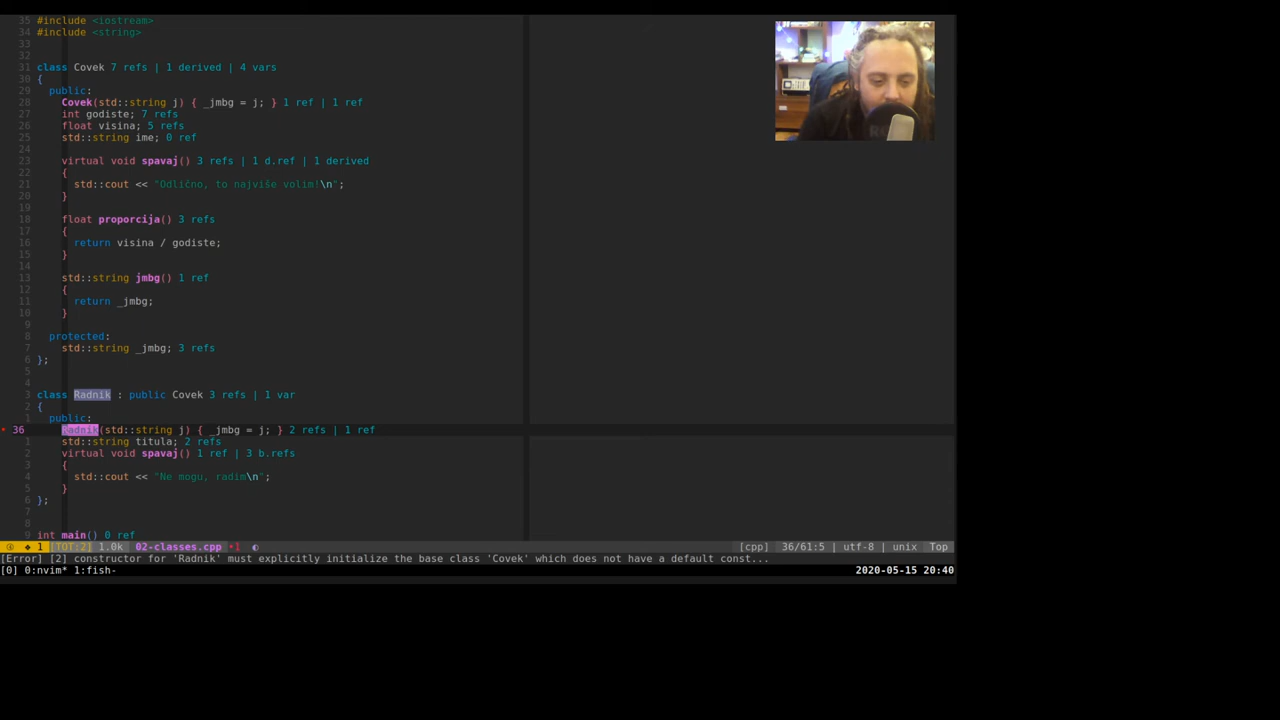 35 #include <iostream>
34 #include <string>
33
32
31 class Covek 7 refs | 1 derived | 4 vars
30 {
29 public:
28 Covek(std::string j) { _jmbg = j; } 1 ref | 1 ref
27 int godiste; 7 refs
26 float visina; 5 refs
25 std::string ime; 0 ref
24
23 virtual void spavaj() 3 refs | 1 d.ref | 1 derived
22 {
21 std::cout << "Odlično, to najviše volim!\n";
20 }
19
18 float proporcija() 3 refs
17 {
16 return visina / godiste;
15 }
14
13 std::string jmbg() 1 ref
12 {
11 return _jmbg;
10 }
9
8 protected:
7 std::string _jmbg; 3 refs
6 };
5
4
3 class Radnik : public Covek 3 refs | 1 var
2 {
1 public:
36 Radnik(std::string j) { _jmbg = j; } 2 refs | 1 ref
1 std::string titula; 2 refs
2 virtual void spavaj() 1 ref | 3 b.refs
3 {
4 std::cout << "Ne mogu, radim\n";
5 }
6 };
7
8
9 int main() 0 ref
1 [TOT:2] 1.0k 02-classes.cpp •1 [cpp] 36/61:5 | utf-8 | unix Top
[Error] [2] constructor for 'Radnik' must explicitly initialize the base class 'Covek' which does not have a default const...
[0] 0:nvim* 1:fish- 2020-05-15 20:40